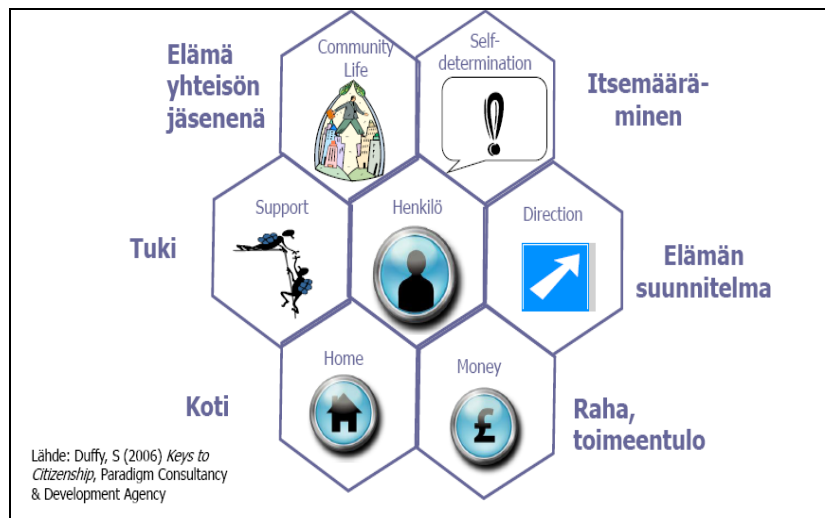 Elämä
yhteisön
jäsenenä
Community
Life
Self-
determination
!
Itsemäärä-
minen
Tuki
Support
Henkilö
Direction
Elämän
suunnitelma
Koti
Home
Money
£
Raha,
toimeentulo
Lähde: Duffy, S (2006) Keys to
Citizenship, Paradigm Consultancy
& Development Agency